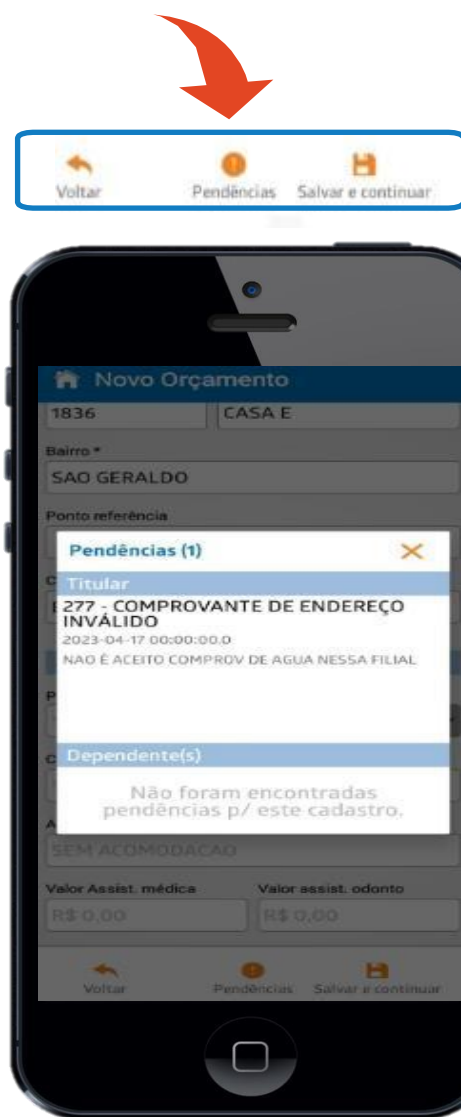 Voltar Pendências Salvar e continuar
Novo Orçamento
1836 CASA E
Bairro *
SAO GERALDO
Ponto referência
Pendências (1)
Titular
277 - COMPROVANTE DE ENDEREÇO
INVÁLIDO
2023-04-17 00:00:00.0
NAO É ACEITO COMPROV DE AGUA NESSA FILIAL
Dependente(s)
Não foram encontradas
pendências p/ este cadastro.
SEM ACOMODACAO
Valor Assist. médica Valor assist. odonto
R$ 0,00 R$ 0,00
Voltar Pendências Salvar e continuar